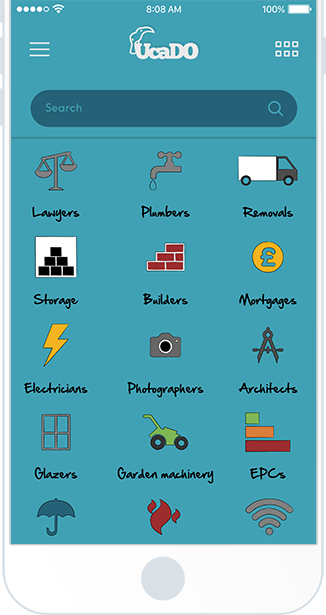 8:08 AM 100%
UcaDO
Search
Lawyers Plumbers Removals
Storage Builders Mortgages
Electricians Photographers Architects
Glazers Garden machinery EPCs